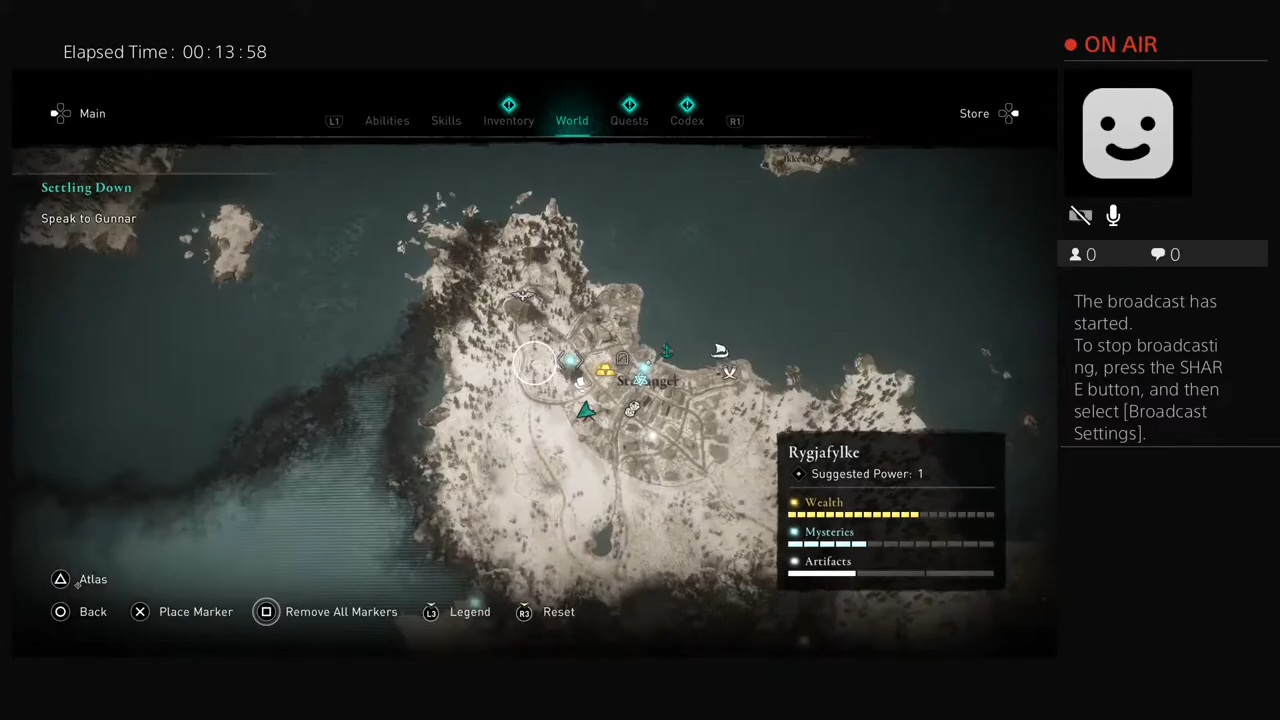 Elapsed Time: 00:13:58
ON AIR
Main
L1 Abilities Skills Inventory World Quests Codex R1
Store
Settling Down
Speak to Gunnar
0 0
The broadcast has
started.
To stop broadcasti
ng, press the SHAR
E button, and then
select [Broadcast
Settings].
Rygjafylke
Suggested Power: 1
Wealth
Mysteries
Artifacts
Atlas
Back Place Marker Remove All Markers L3 Legend R3 Reset